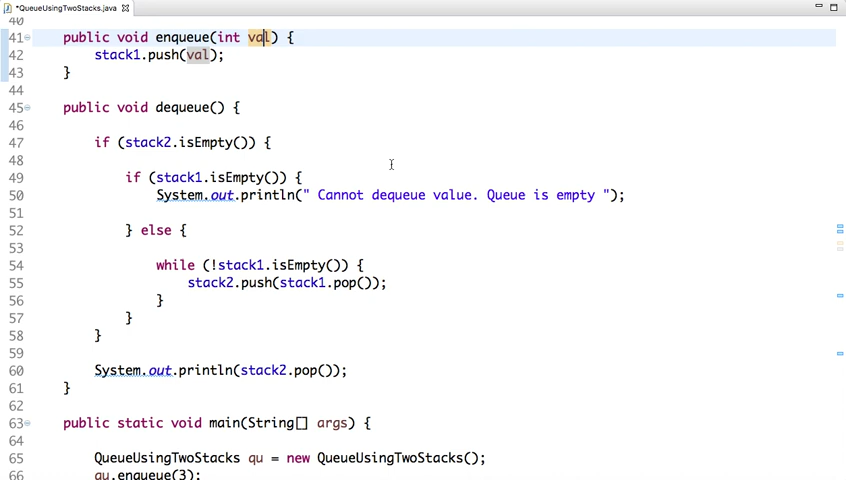 *QueueUsingTwoStacks.java
40
41 public void enqueue(int val) {
42 stack1.push(val);
43 }
44
45 public void dequeue() {
46
47 if (stack2.isEmpty()) {
48
49 if (stack1.isEmpty()) {
50 System.out.println(" Cannot dequeue value. Queue is empty ");
51
52 } else {
53
54 while (!stack1.isEmpty()) {
55 stack2.push(stack1.pop());
56 }
57 }
58 }
59
60 System.out.println(stack2.pop());
61 }
62
63 public static void main(String[] args) {
64
65 QueueUsingTwoStacks qu = new QueueUsingTwoStacks();
66 qu.enqueue(3);